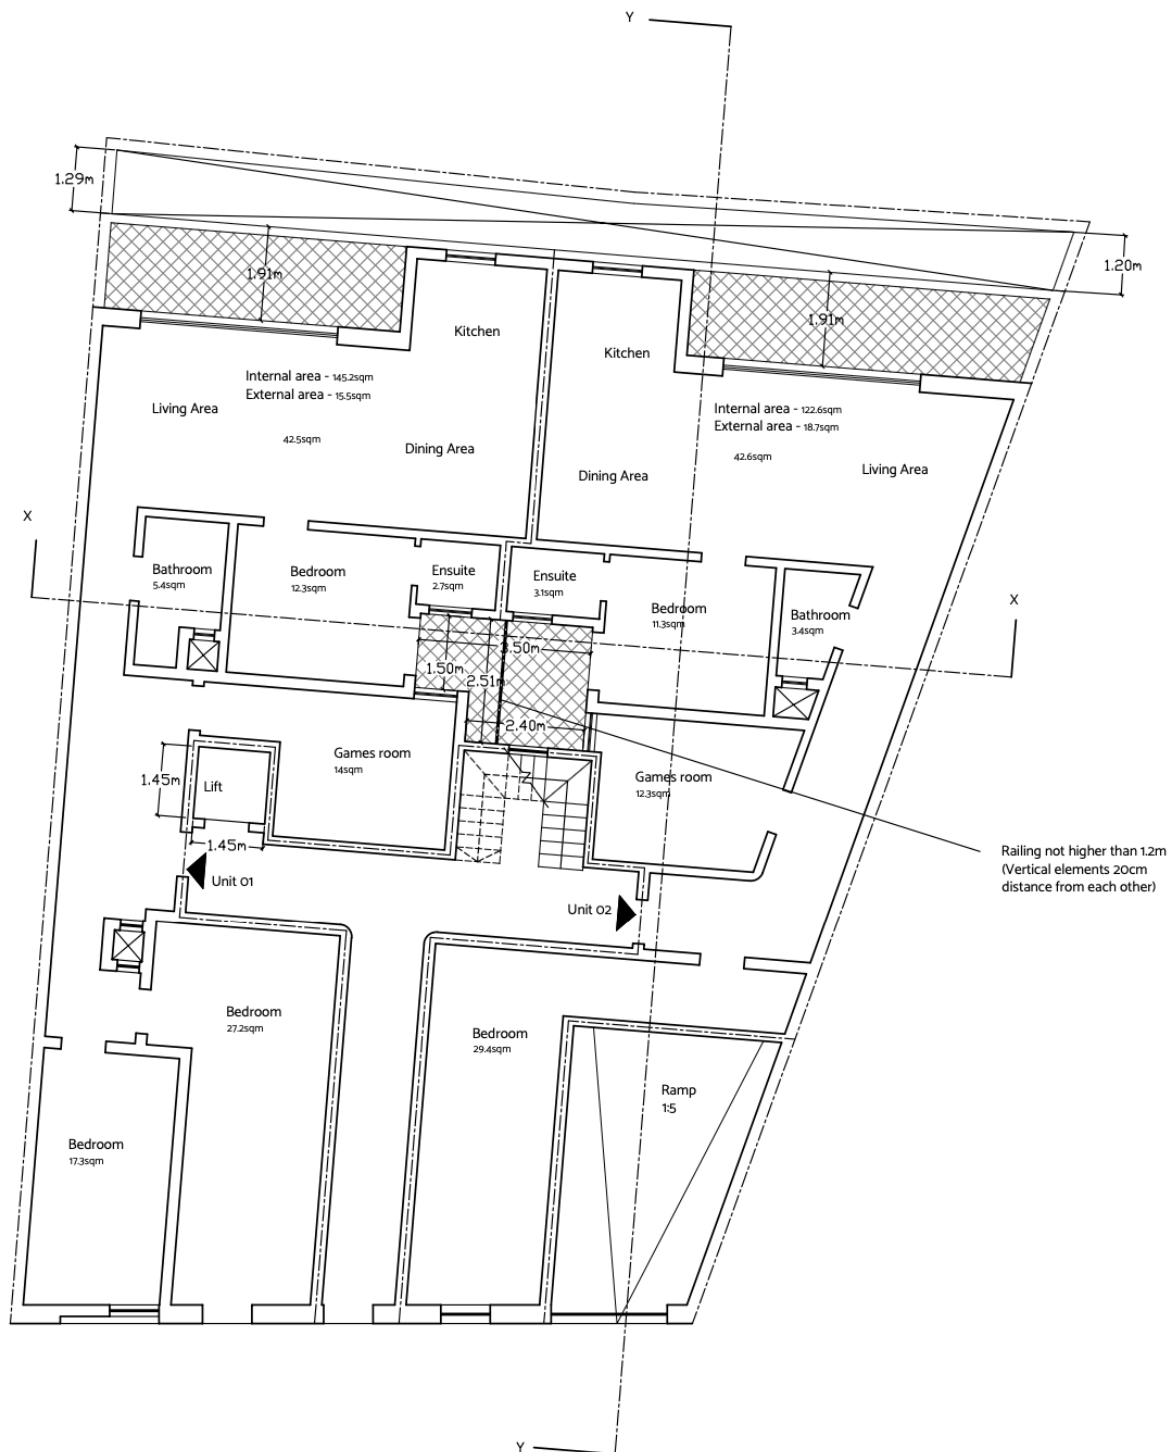 Y
1.29m
1.20m
1.91m
1.91m
Kitchen
Kitchen
Internal area - 145.2sqm
External area - 15.5sqm
Living Area
42.5sqm
Dining Area
Internal area - 122.6sqm
External area - 18.7sqm
42.6sqm
Living Area
Dining Area
X
Bathroom
5.4sqm
Bedroom
12.3sqm
Ensuite
2.7sqm
Ensuite
3.1sqm
Bedroom
11.3sqm
Bathroom
3.4sqm
X
3.50m
1.50m
2.51m
2.40m
Games room
14sqm
Games room
12.3sqm
1.45m
Lift
1.45m
Railing not higher than 1.2m
(Vertical elements 20cm
distance from each other)
Unit 01
Unit 02
Bedroom
27.2sqm
Bedroom
29.4sqm
Ramp
1:5
Bedroom
17.3sqm
Y